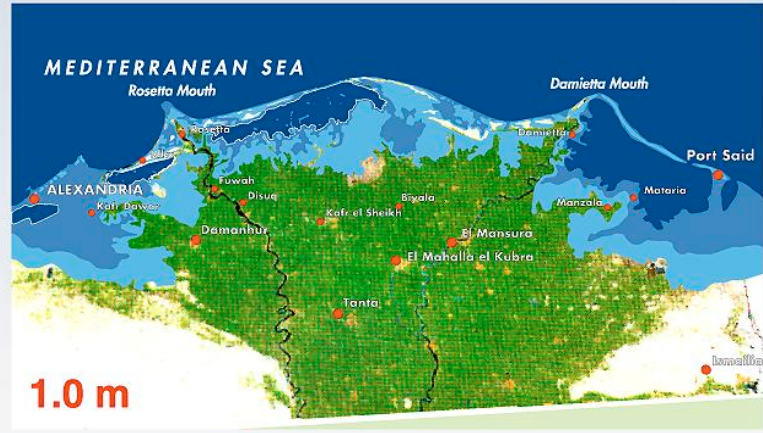 MEDITERRANEAN SEA
Rosetta Mouth
Damietta Mouth
Rosetta
Damietta
Port Said
ALEXANDRIA
Fuwah
Disuq
Kafr Dawar
Biyala
Mataria
Manzala
Kafr el Sheikh
Damanhur
El Mansura
El Mahalla el Kubra
Tanta
Ismailia
1.0 m